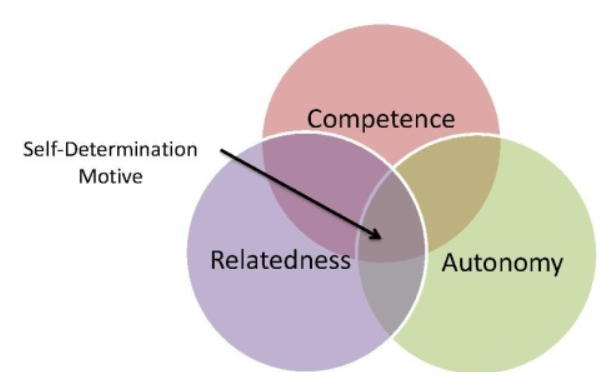 Competence
Self-Determination
Motive
Relatedness
Autonomy